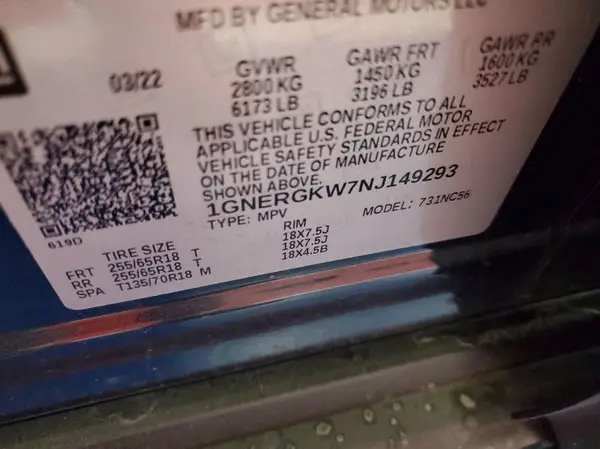 MFD BY GENERAL MOTORS LLC
03/22
GVWR
2800 KG
6173 LB
GAWR FRT
1450 KG
3196 LB
GAWR RR
1600 KG
3527 LB
THIS VEHICLE CONFORMS TO ALL
APPLICABLE U.S. FEDERAL MOTOR
VEHICLE SAFETY STANDARDS IN EFFECT
ON THE DATE OF MANUFACTURE
SHOWN ABOVE.
1GNERGKW7NJ149293
TYPE: MPV
MODEL: 731NC56
619D
TIRE SIZE RIM
FRT 255/65R18 T 18X7.5J
RR 255/65R18 T 18X7.5J
SPA T135/70R18 M 18X4.5B